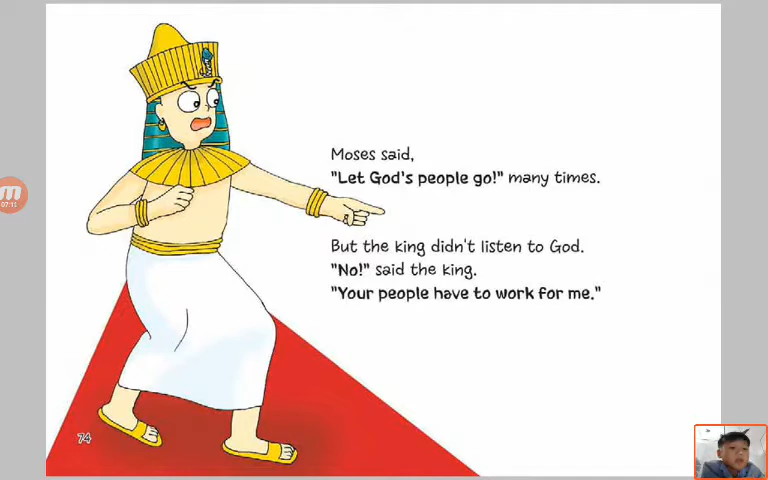 Moses said,
"Let God's people go!" many times.
But the king didn't listen to God.
"No!" said the king.
"Your people have to work for me."
74